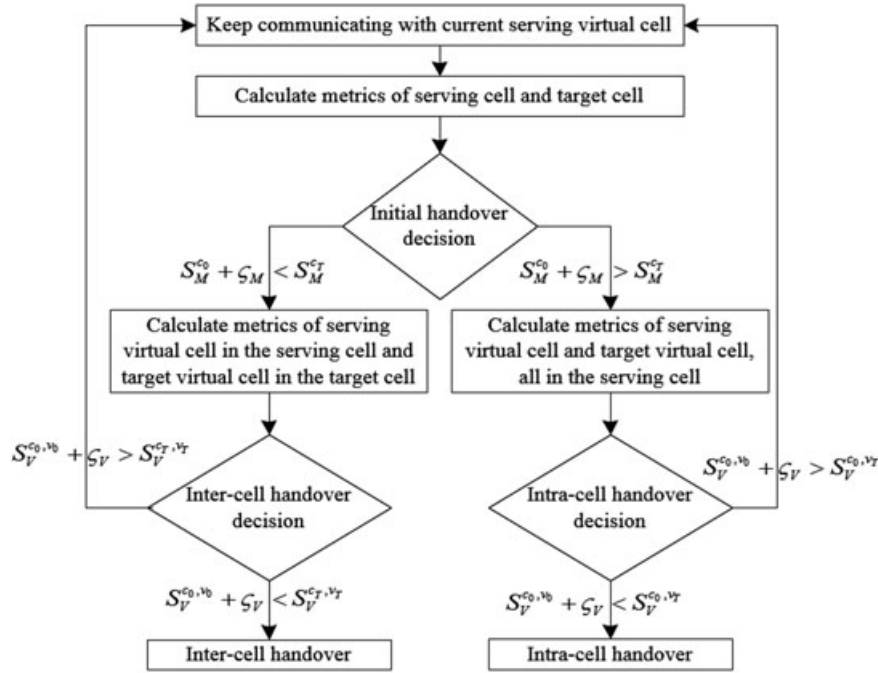 Keep communicating with current serving virtual cell
Calculate metrics of serving cell and target cell
Initial handover
decision
S_M^{c_0} + ς_M < S_M^{c_T}
S_M^{c_0} + ς_M > S_M^{c_T}
Calculate metrics of serving
virtual cell in the serving cell and
target virtual cell in the target cell
Calculate metrics of serving
virtual cell and target virtual cell,
all in the serving cell
S_V^{c_0,v_0} + ς_V > S_V^{c_T,v_T}
S_V^{c_0,v_0} + ς_V > S_V^{c_0,v_T}
Inter-cell handover
decision
Intra-cell handover
decision
S_V^{c_0,v_0} + ς_V < S_V^{c_T,v_T}
S_V^{c_0,v_0} + ς_V < S_V^{c_0,v_T}
Inter-cell handover
Intra-cell handover